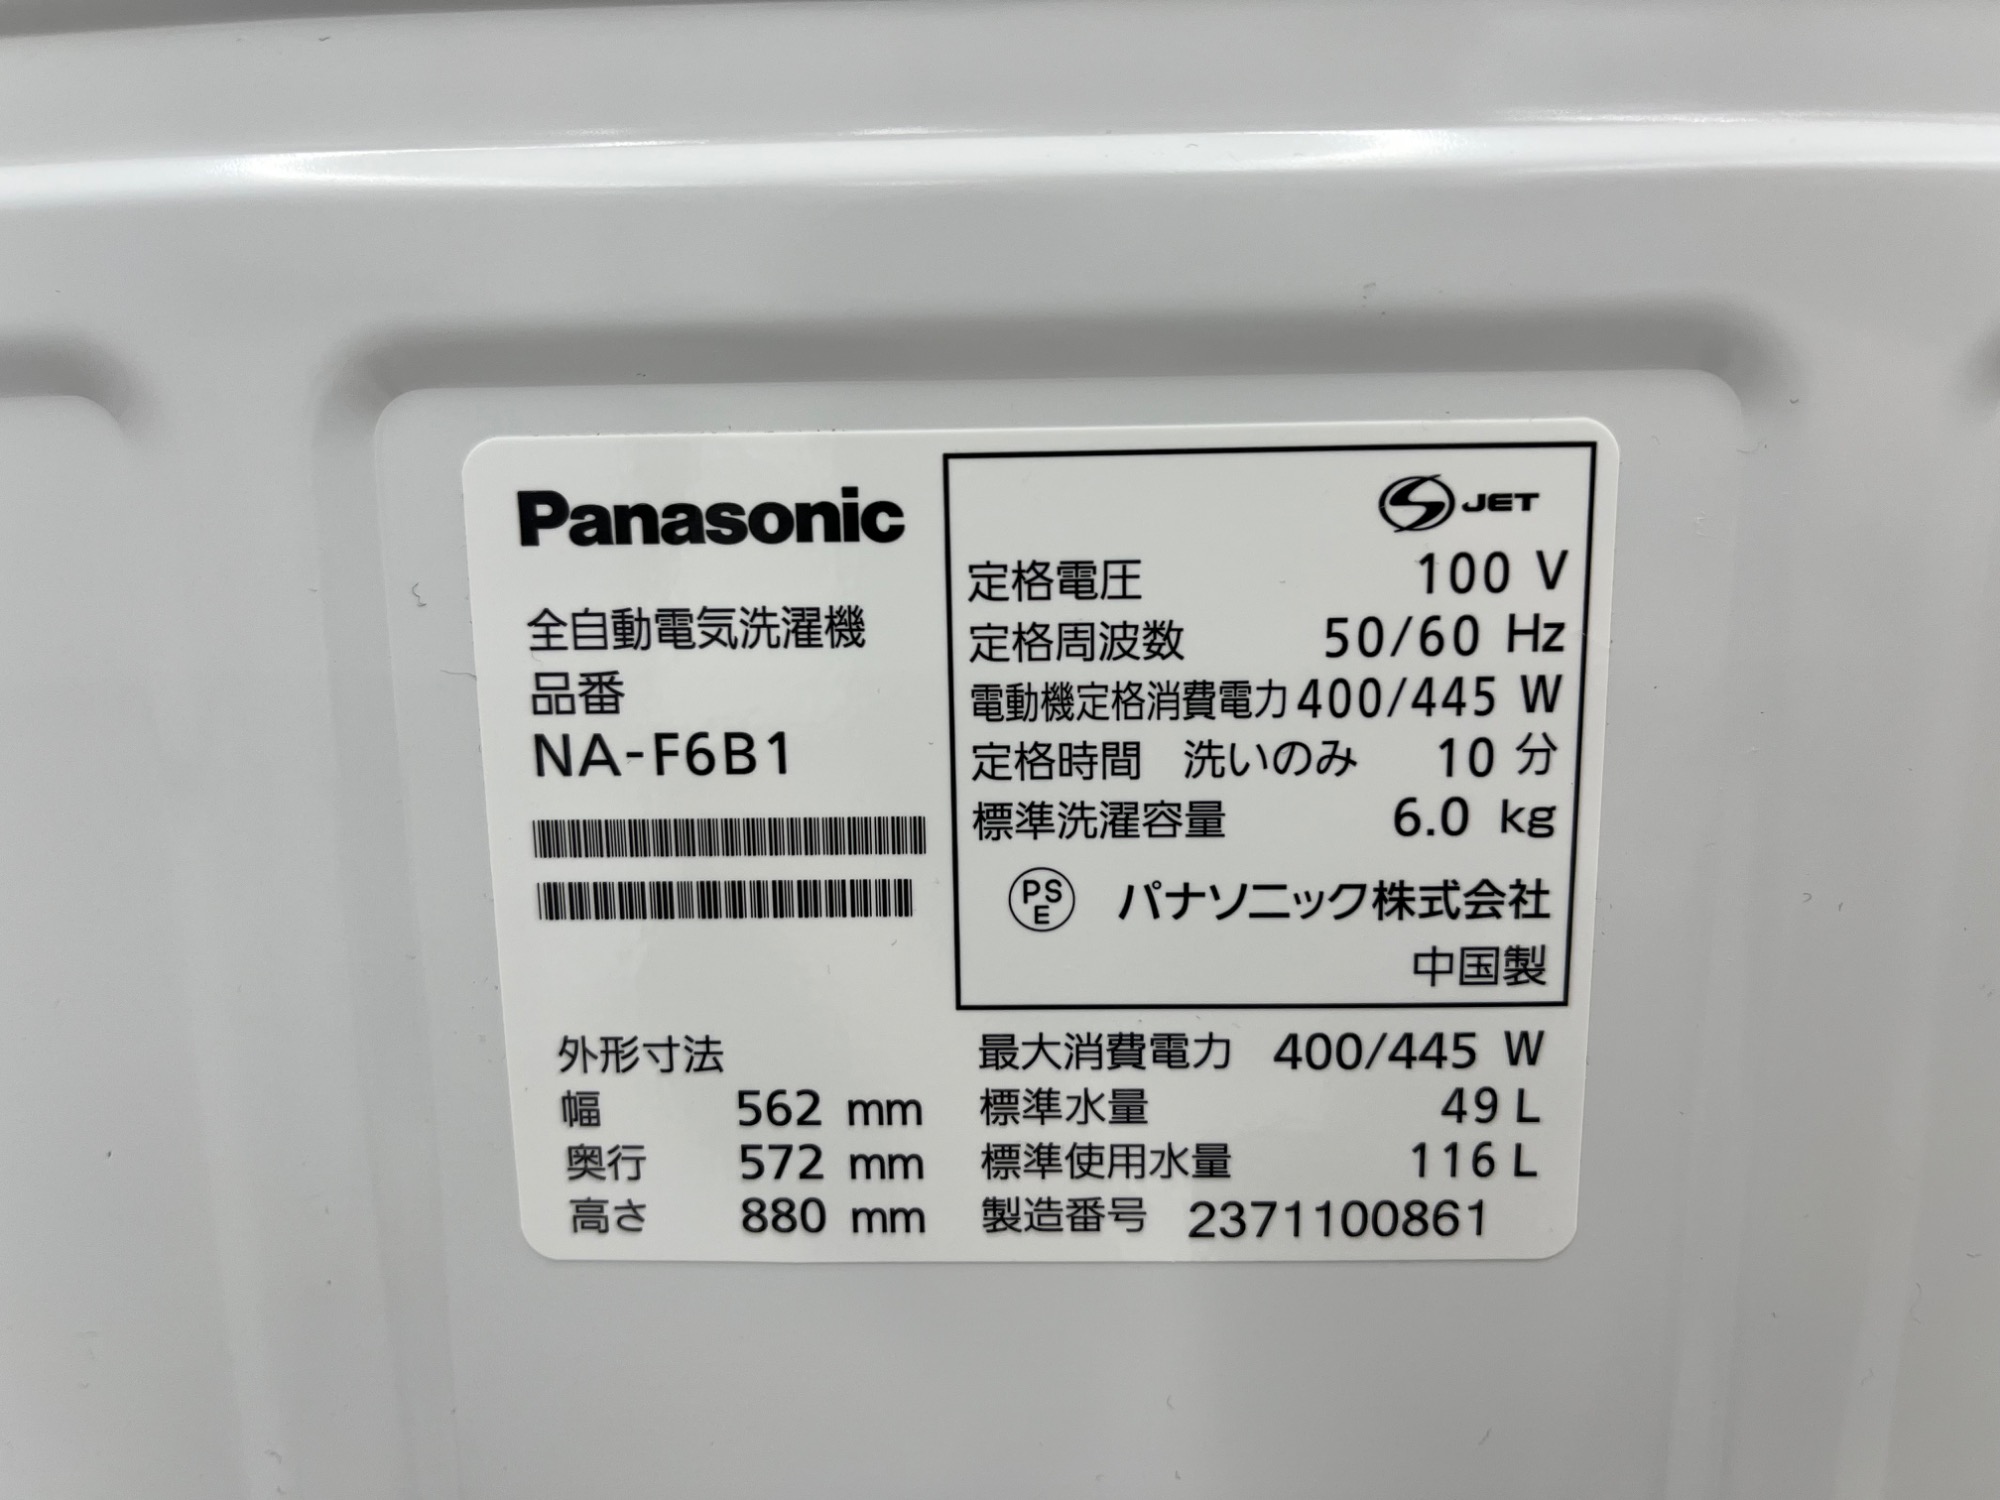 Panasonic
全自動電気洗濯機
品番
NA-F6B1
JET
定格電圧 100 V
定格周波数 50/60 Hz
電動機定格消費電力 400/445 W
定格時間 洗いのみ 10 分
標準洗濯容量 6.0 kg
PSE パナソニック株式会社
中国製
外形寸法
幅 562 mm
奥行 572 mm
高さ 880 mm
最大消費電力 400/445 W
標準水量 49 L
標準使用水量 116 L
製造番号 2371100861